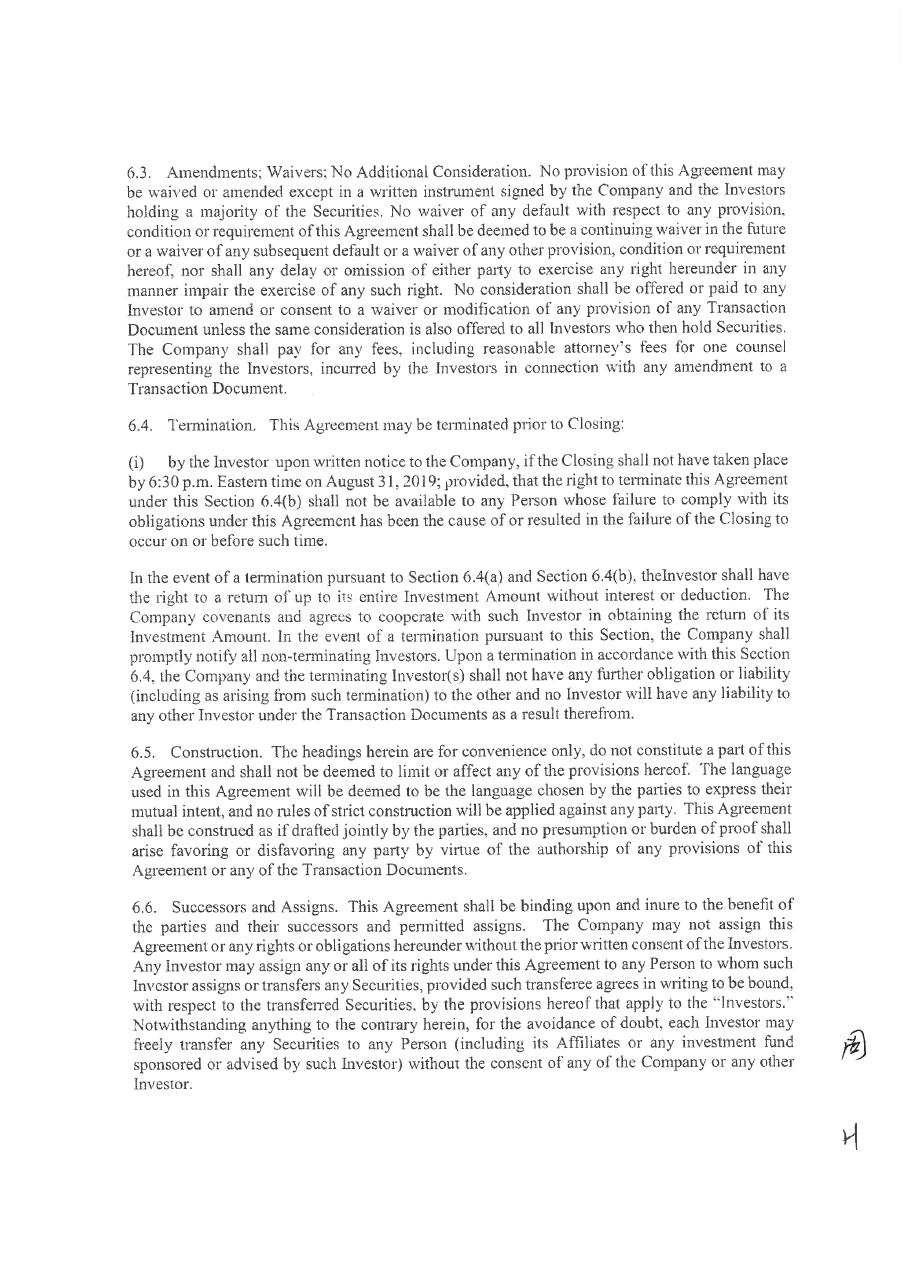 6.3. Amendments; Waivers; No Additional Consideration. No provision of this Agreement may
be waived or amended except in a written instrument signed by the Company and the Investors
holding a majority of the Securities. No waiver of any default with respect to any provision,
condition or requirement of this Agreement shall be deemed to be a continuing waiver in the future
or a waiver of any subsequent default or a waiver of any other provision, condition or requirement
hereof, nor shall any delay or omission of either party to exercise any right hereunder in any
manner impair the exercise of any such right. No consideration shall be offered or paid to any
Investor to amend or consent to a waiver or modification of any provision of any Transaction
Document unless the same consideration is also offered to all Investors who then hold Securities.
The Company shall pay for any fees, including reasonable attorney's fees for one counsel
representing the Investors, incurred by the Investors in connection with any amendment to a
Transaction Document.
6.4. Termination. This Agreement may be terminated prior to Closing:
(i) by the Investor upon written notice to the Company, if the Closing shall not have taken place
by 6:30 p.m. Eastern time on August 31, 2019; provided, that the right to terminate this Agreement
under this Section 6.4(b) shall not be available to any Person whose failure to comply with its
obligations under this Agreement has been the cause of or resulted in the failure of the Closing to
occur on or before such time.
In the event of a termination pursuant to Section 6.4(a) and Section 6.4(b), theInvestor shall have
the right to a return of up to its entire Investment Amount without interest or deduction. The
Company covenants and agrees to cooperate with such Investor in obtaining the return of its
Investment Amount. In the event of a termination pursuant to this Section, the Company shall
promptly notify all non-terminating Investors. Upon a termination in accordance with this Section
6.4, the Company and the terminating Investor(s) shall not have any further obligation or liability
(including as arising from such termination) to the other and no Investor will have any liability to
any other Investor under the Transaction Documents as a result therefrom.
6.5. Construction. The headings herein are for convenience only, do not constitute a part of this
Agreement and shall not be deemed to limit or affect any of the provisions hereof. The language
used in this Agreement will be deemed to be the language chosen by the parties to express their
mutual intent, and no rules of strict construction will be applied against any party. This Agreement
shall be construed as if drafted jointly by the parties, and no presumption or burden of proof shall
arise favoring or disfavoring any party by virtue of the authorship of any provisions of this
Agreement or any of the Transaction Documents.
6.6. Successors and Assigns. This Agreement shall be binding upon and inure to the benefit of
the parties and their successors and permitted assigns. The Company may not assign this
Agreement or any rights or obligations hereunder without the prior written consent of the Investors.
Any Investor may assign any or all of its rights under this Agreement to any Person to whom such
Investor assigns or transfers any Securities, provided such transferee agrees in writing to be bound,
with respect to the transferred Securities, by the provisions hereof that apply to the "Investors."
Notwithstanding anything to the contrary herein, for the avoidance of doubt, each Investor may
freely transfer any Securities to any Person (including its Affiliates or any investment fund
sponsored or advised by such Investor) without the consent of any of the Company or any other
Investor.